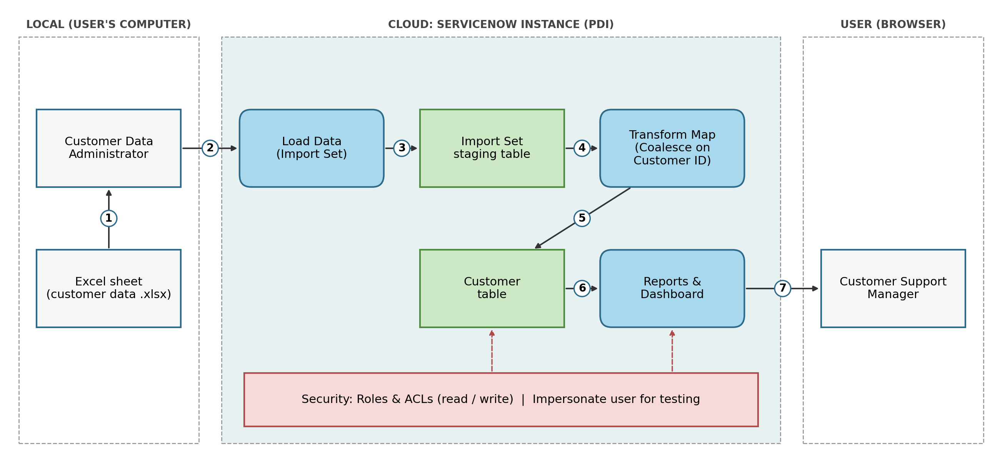 LOCAL (USER'S COMPUTER)
CLOUD: SERVICENOW INSTANCE (PDI)
USER (BROWSER)
Customer Data
Administrator
2
Load Data
(Import Set)
3
Import Set
staging table
4
Transform Map
(Coalesce on
Customer ID)
1
5
Excel sheet
(customer data .xlsx)
Customer
table
6
Reports &
Dashboard
7
Customer Support
Manager
Security: Roles & ACLs (read / write) | Impersonate user for testing